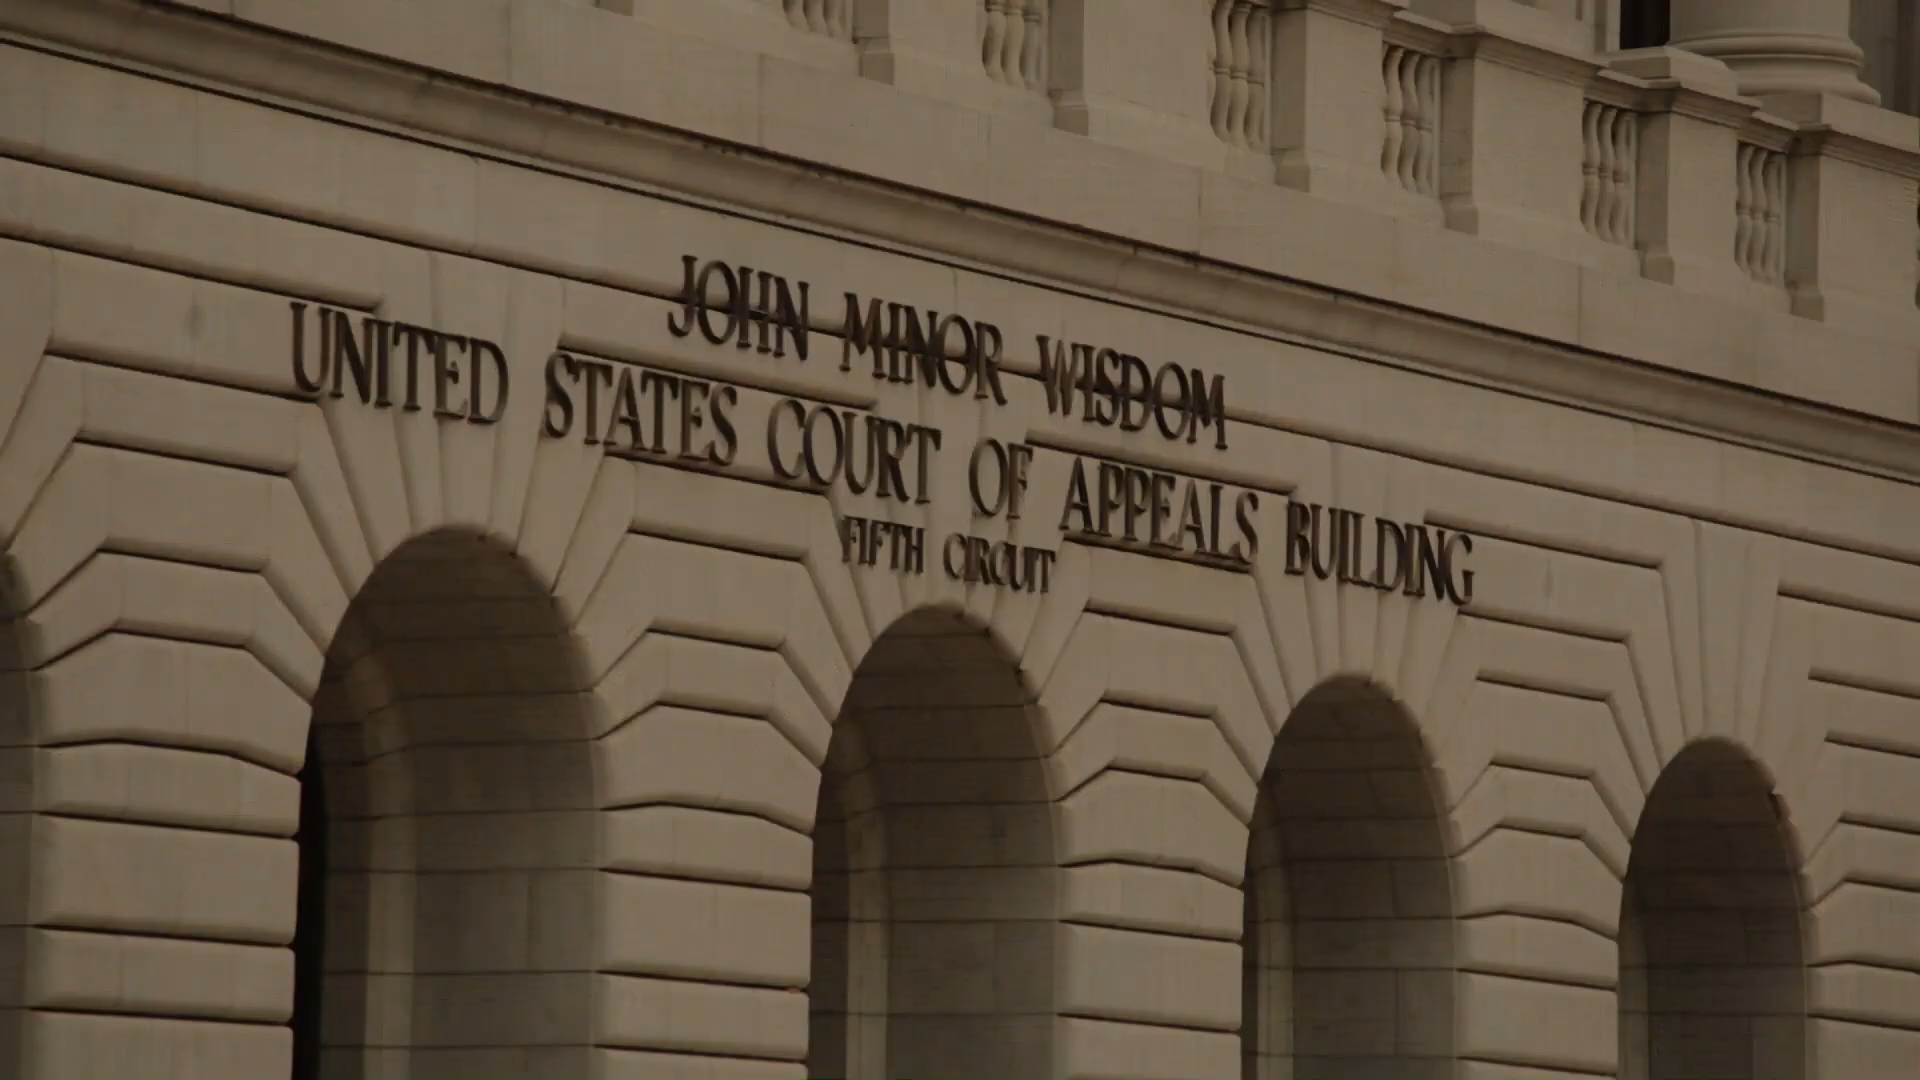 JOHN MINOR WISDOM
UNITED STATES COURT OF APPEALS BUILDING
FIFTH CIRCUIT